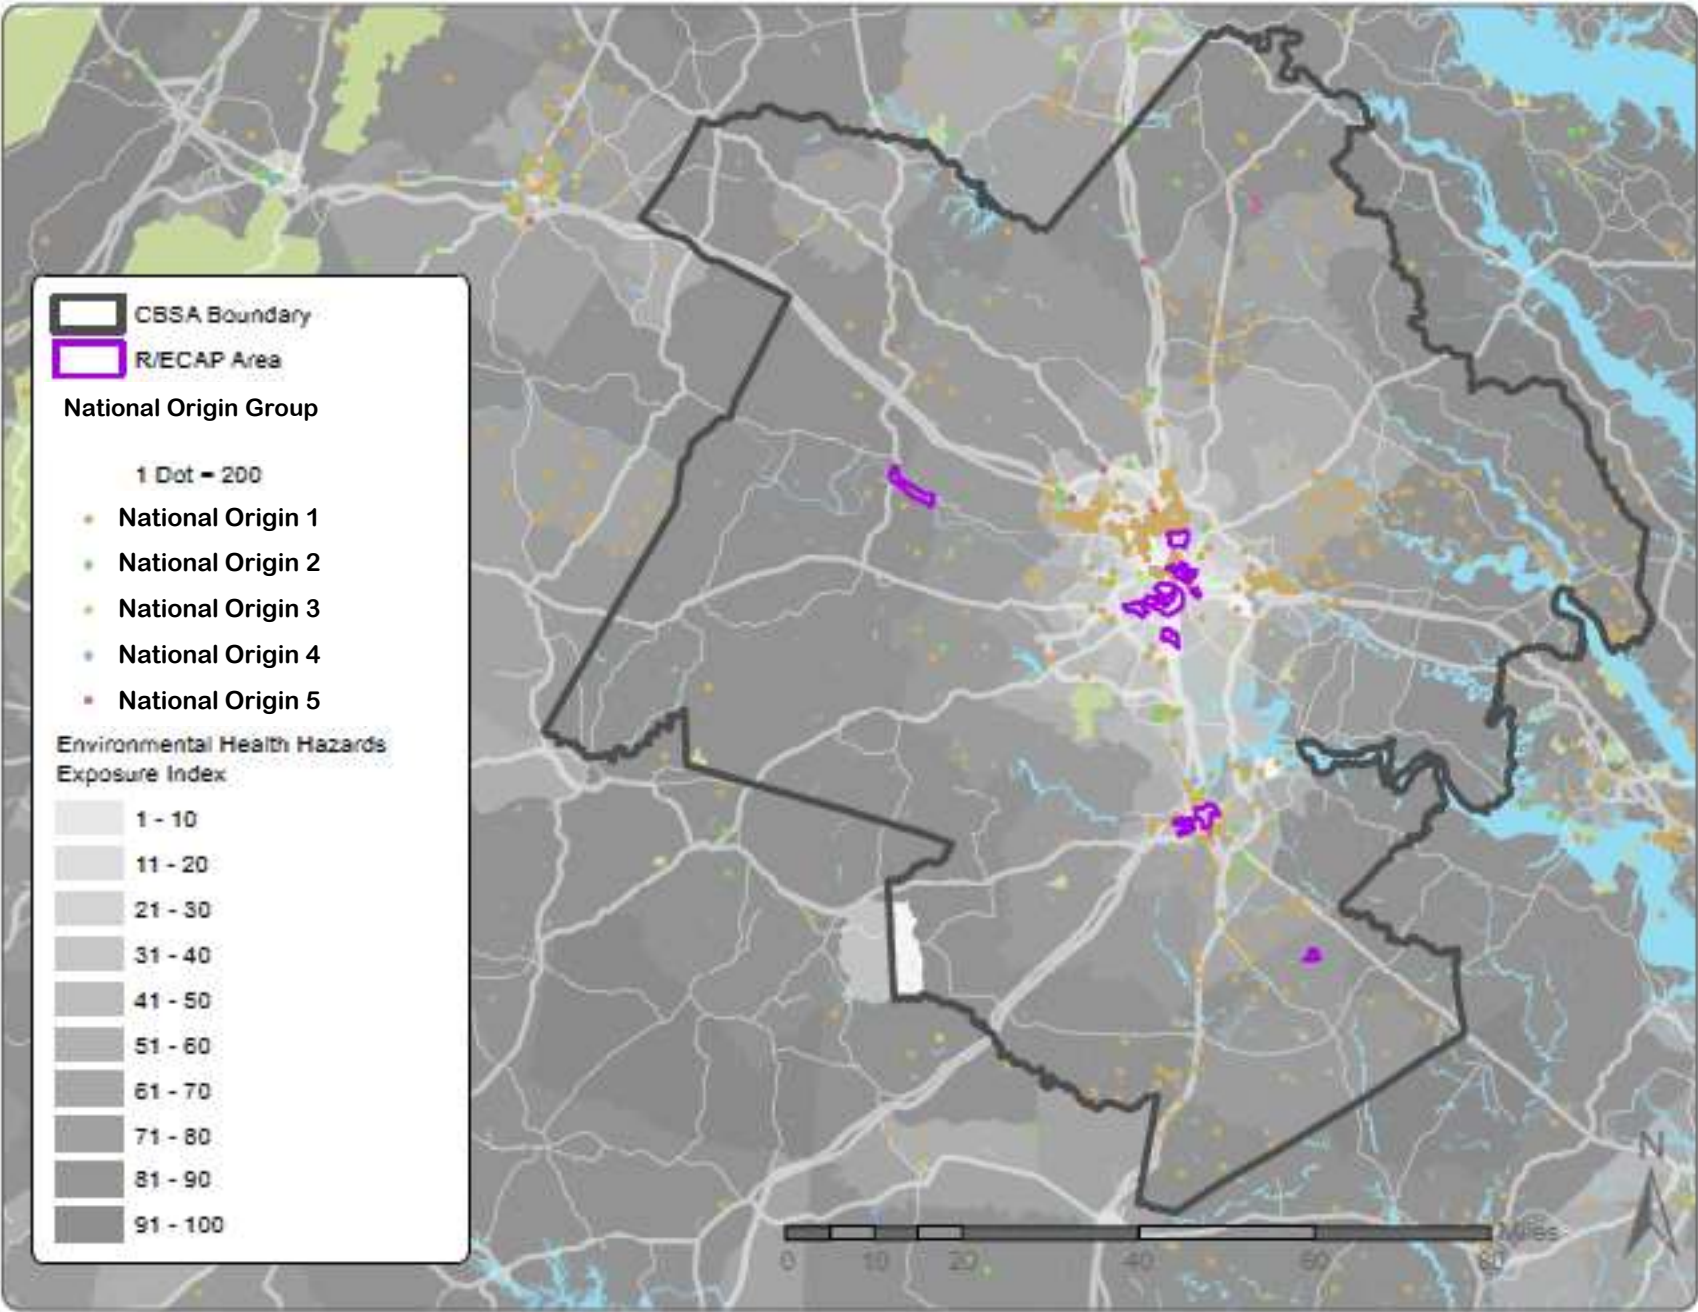 CBSA Boundary
R/ECAP Area
National Origin Group
1 Dot = 200
National Origin 1
National Origin 2
National Origin 3
National Origin 4
National Origin 5
Environmental Health Hazards
Exposure Index
1 - 10
11 - 20
21 - 30
31 - 40
41 - 50
51 - 60
61 - 70
71 - 80
81 - 90
91 - 100
N
Miles
0 10 20 40 60 80